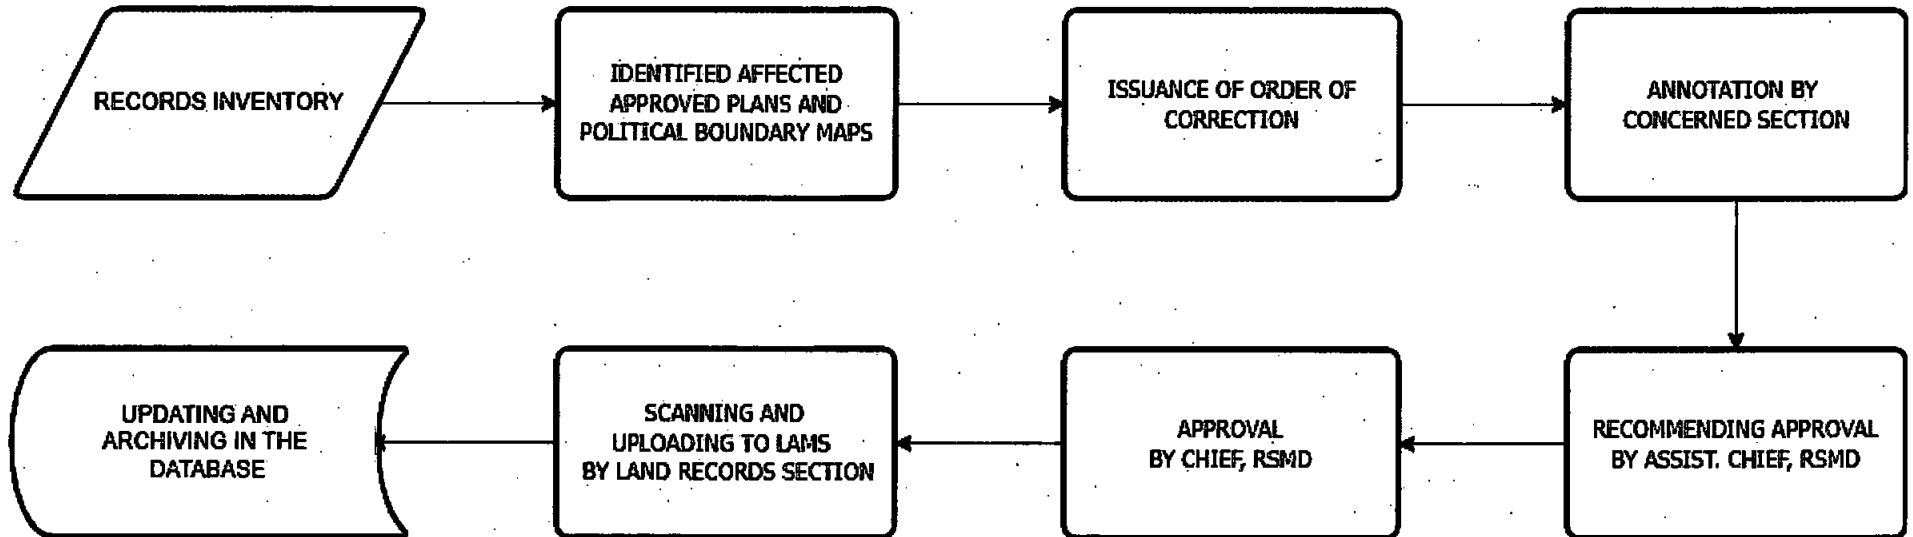 RECORDS INVENTORY
IDENTIFIED AFFECTED
APPROVED PLANS AND
POLITICAL BOUNDARY MAPS
ISSUANCE OF ORDER OF
CORRECTION
ANNOTATION BY
CONCERNED SECTION
RECOMMENDING APPROVAL
BY ASSIST. CHIEF, RSMD
APPROVAL
BY CHIEF, RSMD
SCANNING AND
UPLOADING TO LAMS
BY LAND RECORDS SECTION
UPDATING AND
ARCHIVING IN THE
DATABASE